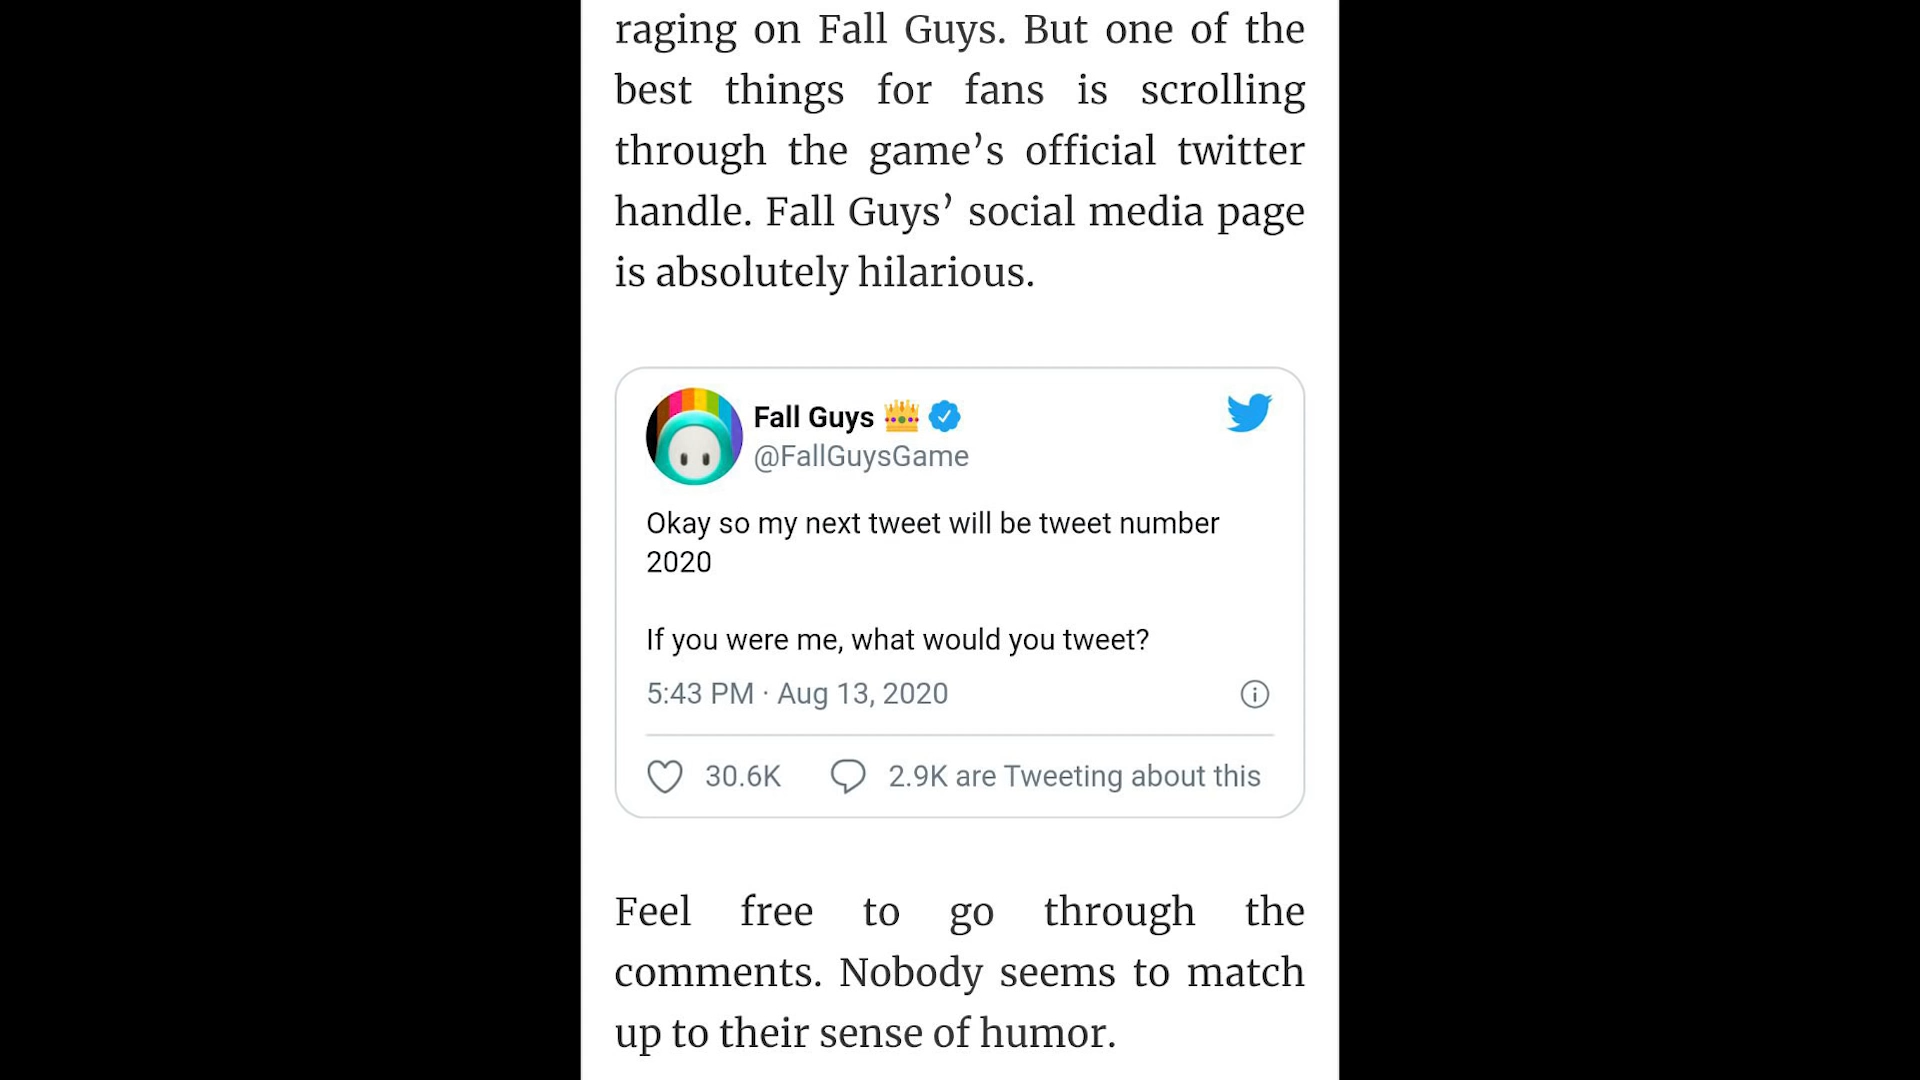 raging on Fall Guys. But one of the
best things for fans is scrolling
through the game’s official twitter
handle. Fall Guys’ social media page
is absolutely hilarious.
Fall Guys 👑
@FallGuysGame
Okay so my next tweet will be tweet number
2020
If you were me, what would you tweet?
5:43 PM · Aug 13, 2020
30.6K 2.9K are Tweeting about this
Feel free to go through the
comments. Nobody seems to match
up to their sense of humor.